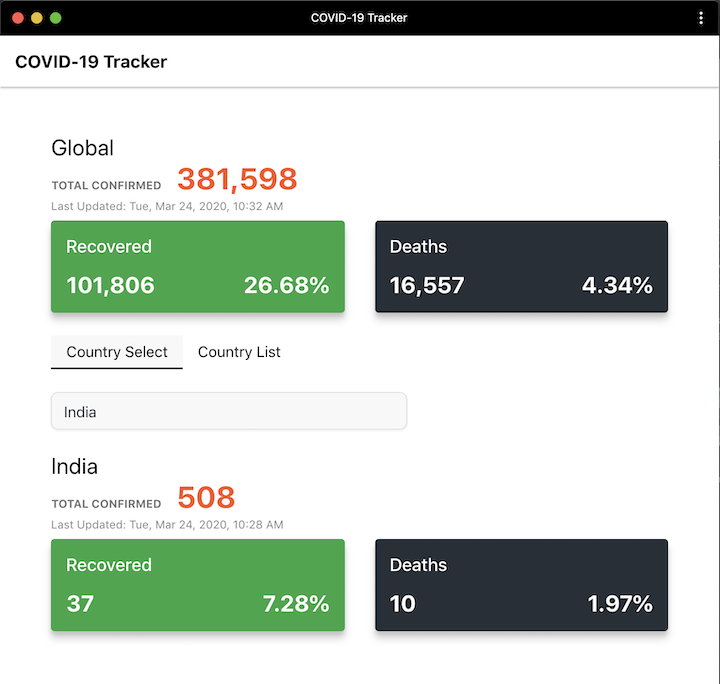 COVID-19 Tracker
COVID-19 Tracker
Global
TOTAL CONFIRMED 381,598
Last Updated: Tue, Mar 24, 2020, 10:32 AM
Recovered
101,806 26.68%
Deaths
16,557 4.34%
Country Select Country List
India
India
TOTAL CONFIRMED 508
Last Updated: Tue, Mar 24, 2020, 10:28 AM
Recovered
37 7.28%
Deaths
10 1.97%